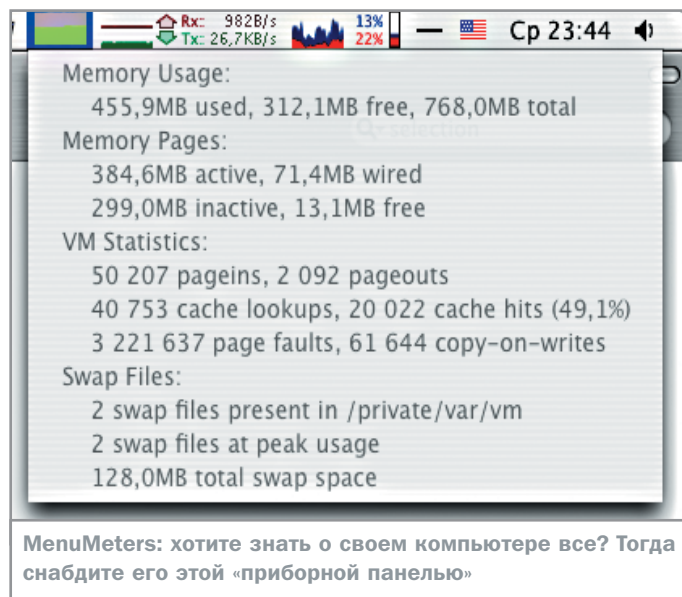 Rx: 982B/s
Tx: 26,7KB/s
13%
22%
Ср 23:44
Memory Usage:
455,9MB used, 312,1MB free, 768,0MB total
selection
Memory Pages:
384,6MB active, 71,4MB wired
299,0MB inactive, 13,1MB free
VM Statistics:
50 207 pageins, 2 092 pageouts
40 753 cache lookups, 20 022 cache hits (49,1%)
3 221 637 page faults, 61 644 copy-on-writes
Swap Files:
2 swap files present in /private/var/vm
2 swap files at peak usage
128,0MB total swap space
MenuMeters: хотите знать о своем компьютере все? Тогда
снабдите его этой «приборной панелью»